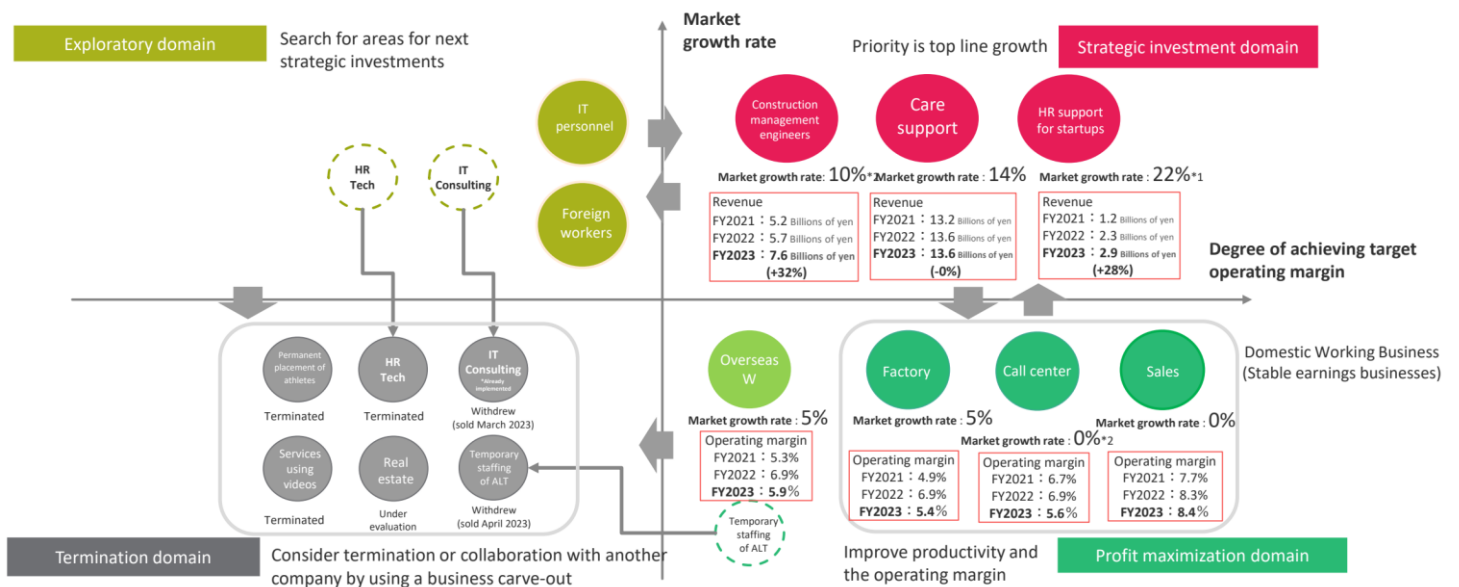 Exploratory domain
Search for areas for next
strategic investments
Market
growth rate
Priority is top line growth
Strategic investment domain
IT
personnel
Foreign
workers
HR
Tech
IT
Consulting
Construction
management
engineers
Care
support
HR support
for startups
Market growth rate: 10%*2
Market growth rate : 14%
Market growth rate : 22%*1
Revenue
FY2021：5.2 Billions of yen
FY2022：5.7 Billions of yen
FY2023：7.6 Billions of yen
(+32%)
Revenue
FY2021：13.2 Billions of yen
FY2022：13.6 Billions of yen
FY2023：13.6 Billions of yen
(-0%)
Revenue
FY2021：1.2 Billions of yen
FY2022：2.3 Billions of yen
FY2023：2.9 Billions of yen
(+28%)
Degree of achieving target
operating margin
Permanent
placement of
athletes
Terminated
HR
Tech
Terminated
IT
Consulting
*Already
implemented
Withdrew
(sold March 2023)
Services
using
videos
Terminated
Real
estate
Under
evaluation
Temporary
staffing
of ALT
Withdrew
(sold April 2023)
Overseas
W
Market growth rate : 5%
Operating margin
FY2021：5.3%
FY2022：6.9%
FY2023：5.9%
Temporary
staffing
of ALT
Factory
Call center
Sales
Market growth rate : 5%
Market growth rate : 0%*2
Market growth rate : 0%
Operating margin
FY2021：4.9%
FY2022：6.9%
FY2023：5.4%
Operating margin
FY2021：6.7%
FY2022：6.9%
FY2023：5.6%
Operating margin
FY2021：7.7%
FY2022：8.3%
FY2023：8.4%
Domestic Working Business
(Stable earnings businesses)
Termination domain
Consider termination or collaboration with another
company by using a business carve-out
Improve productivity and
the operating margin
Profit maximization domain